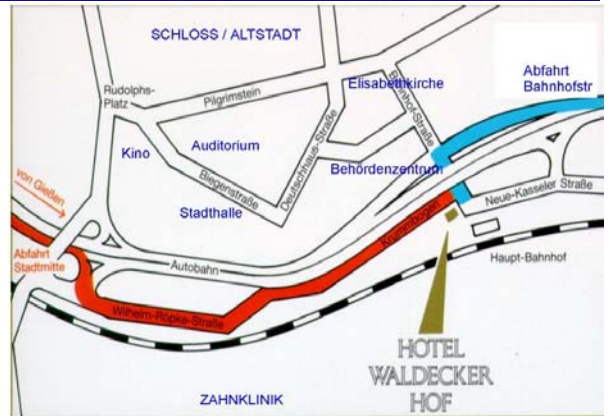 SCHLOSS / ALTSTADT
Elisabethkirche
Abfahrt
Bahnhofstr
Rudolphs-
Platz
Pilgrimstein
Bahnhof-Straße
Kino
Auditorium
Deutschhaus-Straße
Behördenzentrum
Biegenstraße
Stadthalle
von Gießen
Neue-Kasseler Straße
Krummbogen
Abfahrt
Stadtmitte
Autobahn
Haupt-Bahnhof
Wilhelm-Röpke-Straße
HOTEL
WALDECKER
HOF
ZAHNKLINIK